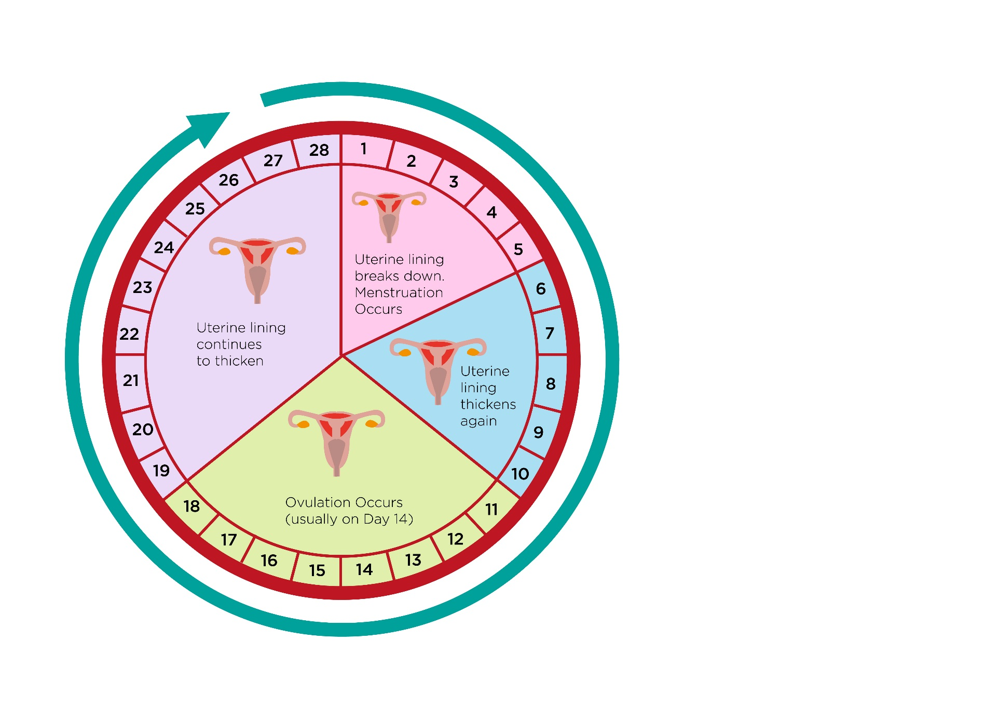 1
2
3
4
5
6
7
8
9
10
11
12
13
14
15
16
17
18
19
20
21
22
23
24
25
26
27
28
Uterine lining
breaks down.
Menstruation
Occurs
Uterine
lining
thickens
again
Ovulation Occurs
(usually on Day 14)
Uterine lining
continues
to thicken